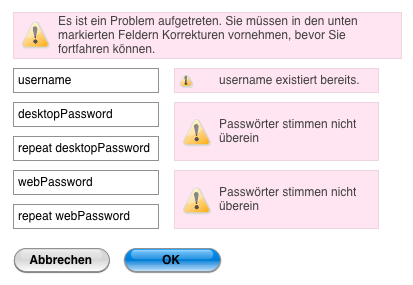 Es ist ein Problem aufgetreten. Sie müssen in den unten
markierten Feldern Korrekturen vornehmen, bevor Sie
fortfahren können.
username
username existiert bereits.
desktopPassword
Passwörter stimmen nicht
überein
repeat desktopPassword
webPassword
Passwörter stimmen nicht
überein
repeat webPassword
Abbrechen
OK